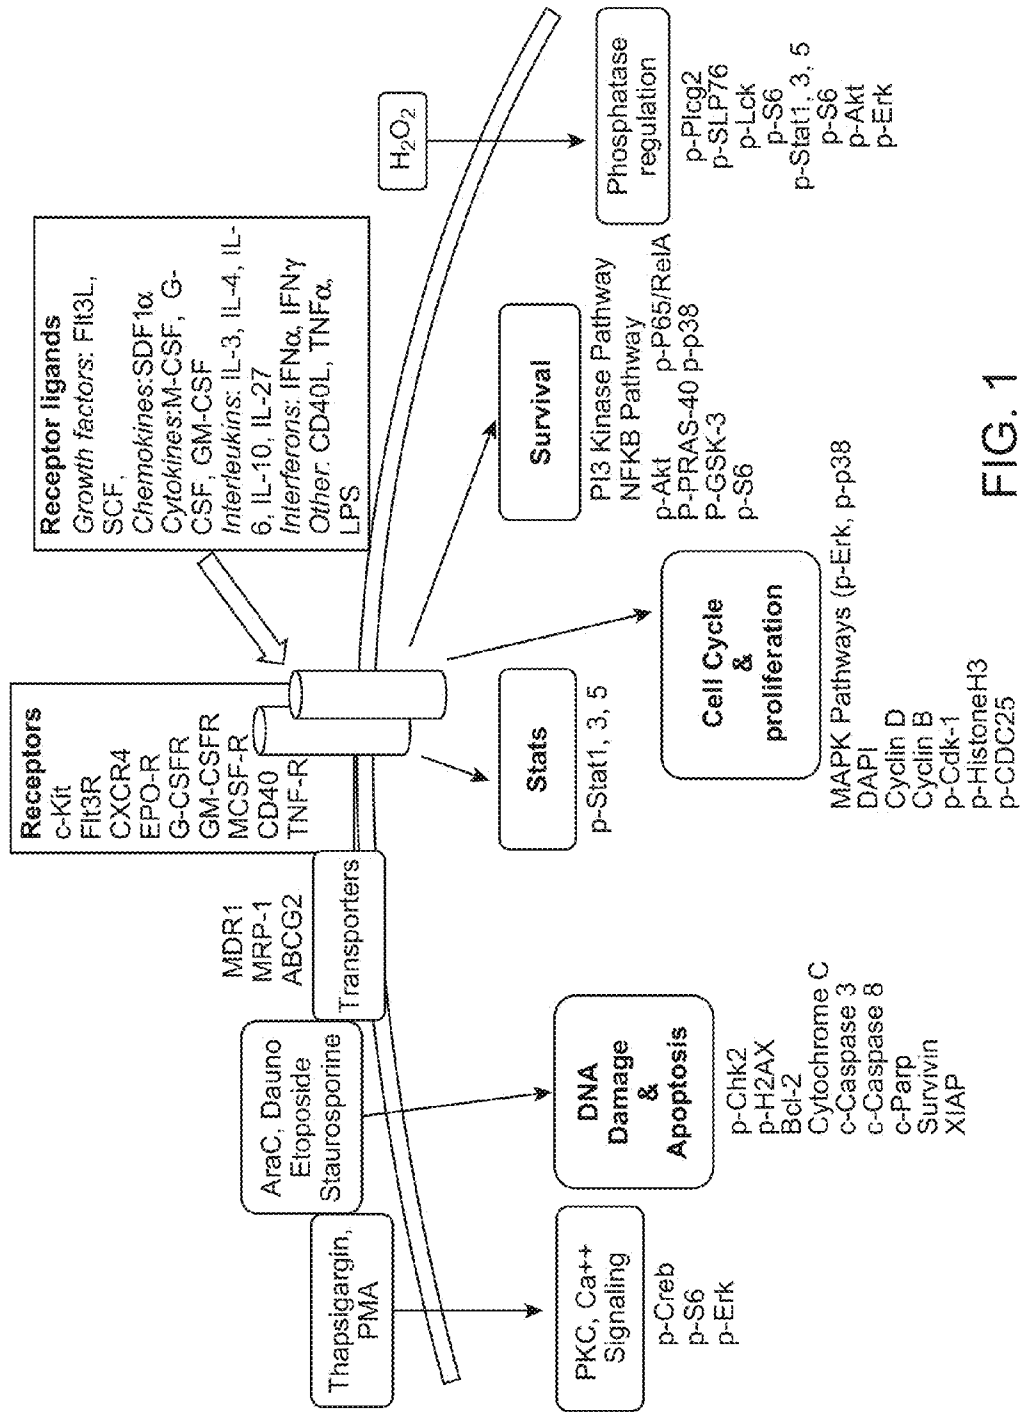 Receptors
c-Kit
Flt3R
CXCR4
EPO-R
G-CSFR
GM-CSFR
MCSF-R
CD40
TNF-R
Receptor ligands
Growth factors: Flt3L,
SCF,
Chemokines:SDF1α
Cytokines:M-CSF, G-
CSF, GM-CSF
Interleukins: IL-3, IL-4, IL-
6, IL-10, IL-27
Interferons: IFNα, IFNγ
Other: CD40L, TNFα,
LPS
MDR1
MRP-1
ABCG2
Transporters
AraC, Dauno
Etoposide
Staurosporine
Thapsigargin,
PMA
H2O2
PKC, Ca++
Signaling
p-Creb
p-S6
p-Erk
DNA
Damage
&
Apoptosis
p-Chk2
p-H2AX
Bcl-2
Cytochrome C
c-Caspase 3
c-Caspase 8
c-Parp
Survivin
XIAP
Stats
p-Stat1, 3, 5
Cell Cycle
&
proliferation
MAPK Pathways (p-Erk, p-p38
DAPI
Cyclin D
Cyclin B
p-Cdk-1
p-HistoneH3
p-CDC25
Survival
PI3 Kinase Pathway
NFKB Pathway
p-Akt p-P65/RelA
P-PRAS-40 p-p38
P-GSK-3
p-S6
Phosphatase
regulation
p-Plcg2
p-SLP76
p-Lck
p-S6
p-Stat1, 3, 5
p-S6
p-Akt
p-Erk
FIG. 1